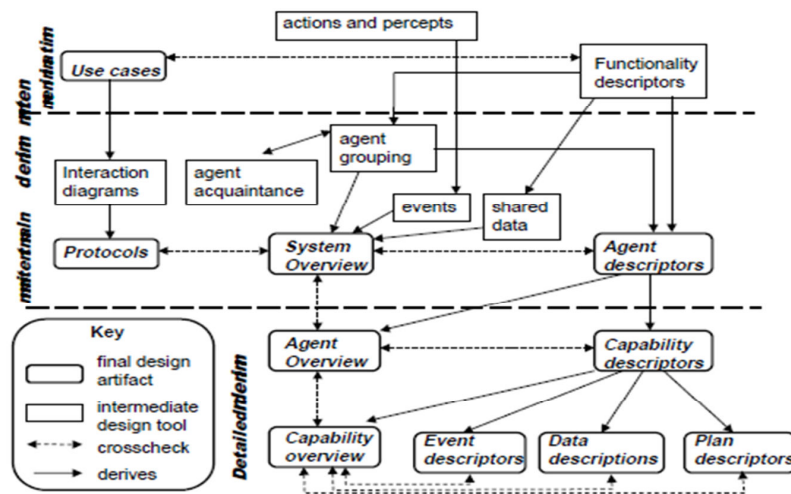 actions and percepts
Use cases
Functionality
descriptors
agent
grouping
Interaction
diagrams
agent
acquaintance
events
shared
data
Protocols
System
Overview
Agent
descriptors
Key
final design
artifact
intermediate
design tool
crosscheck
derives
Agent
Overview
Capability
descriptors
Capability
overview
Event
descriptors
Data
descriptions
Plan
descriptors